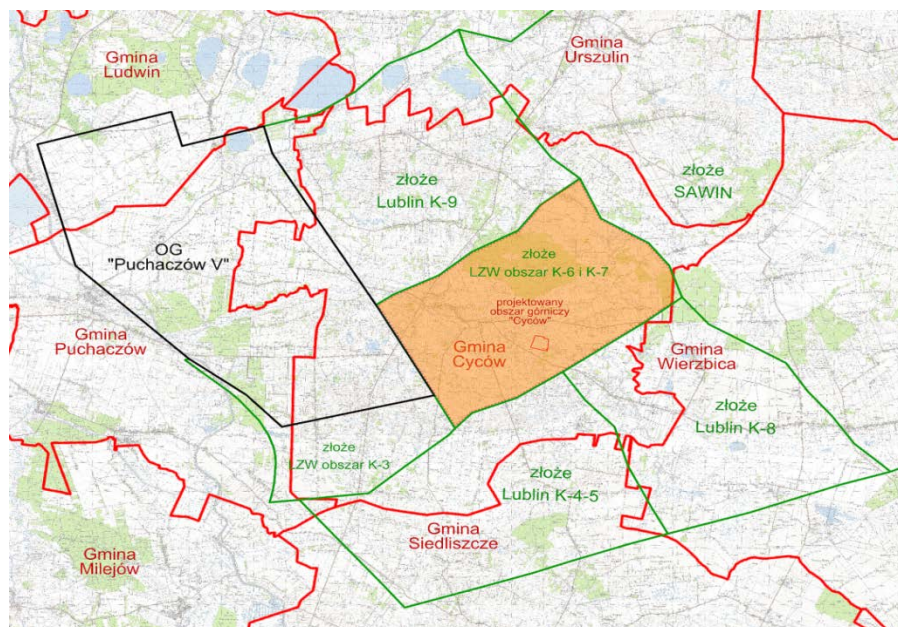 Gmina
Ludwin
Gmina
Urszulin
złoże
Lublin K-9
złoże
SAWIN
OG
"Puchaczów V"
złoże
LZW obszar K-6 i K-7
projektowany
obszar górniczy
"Cyców"
Gmina
Puchaczów
Gmina
Cyców
Gmina
Wierzbica
złoże
Lublin K-8
złoże
LZW obszar K-3
złoże
Lublin K-4-5
Gmina
Siedliszcze
Gmina
Milejów